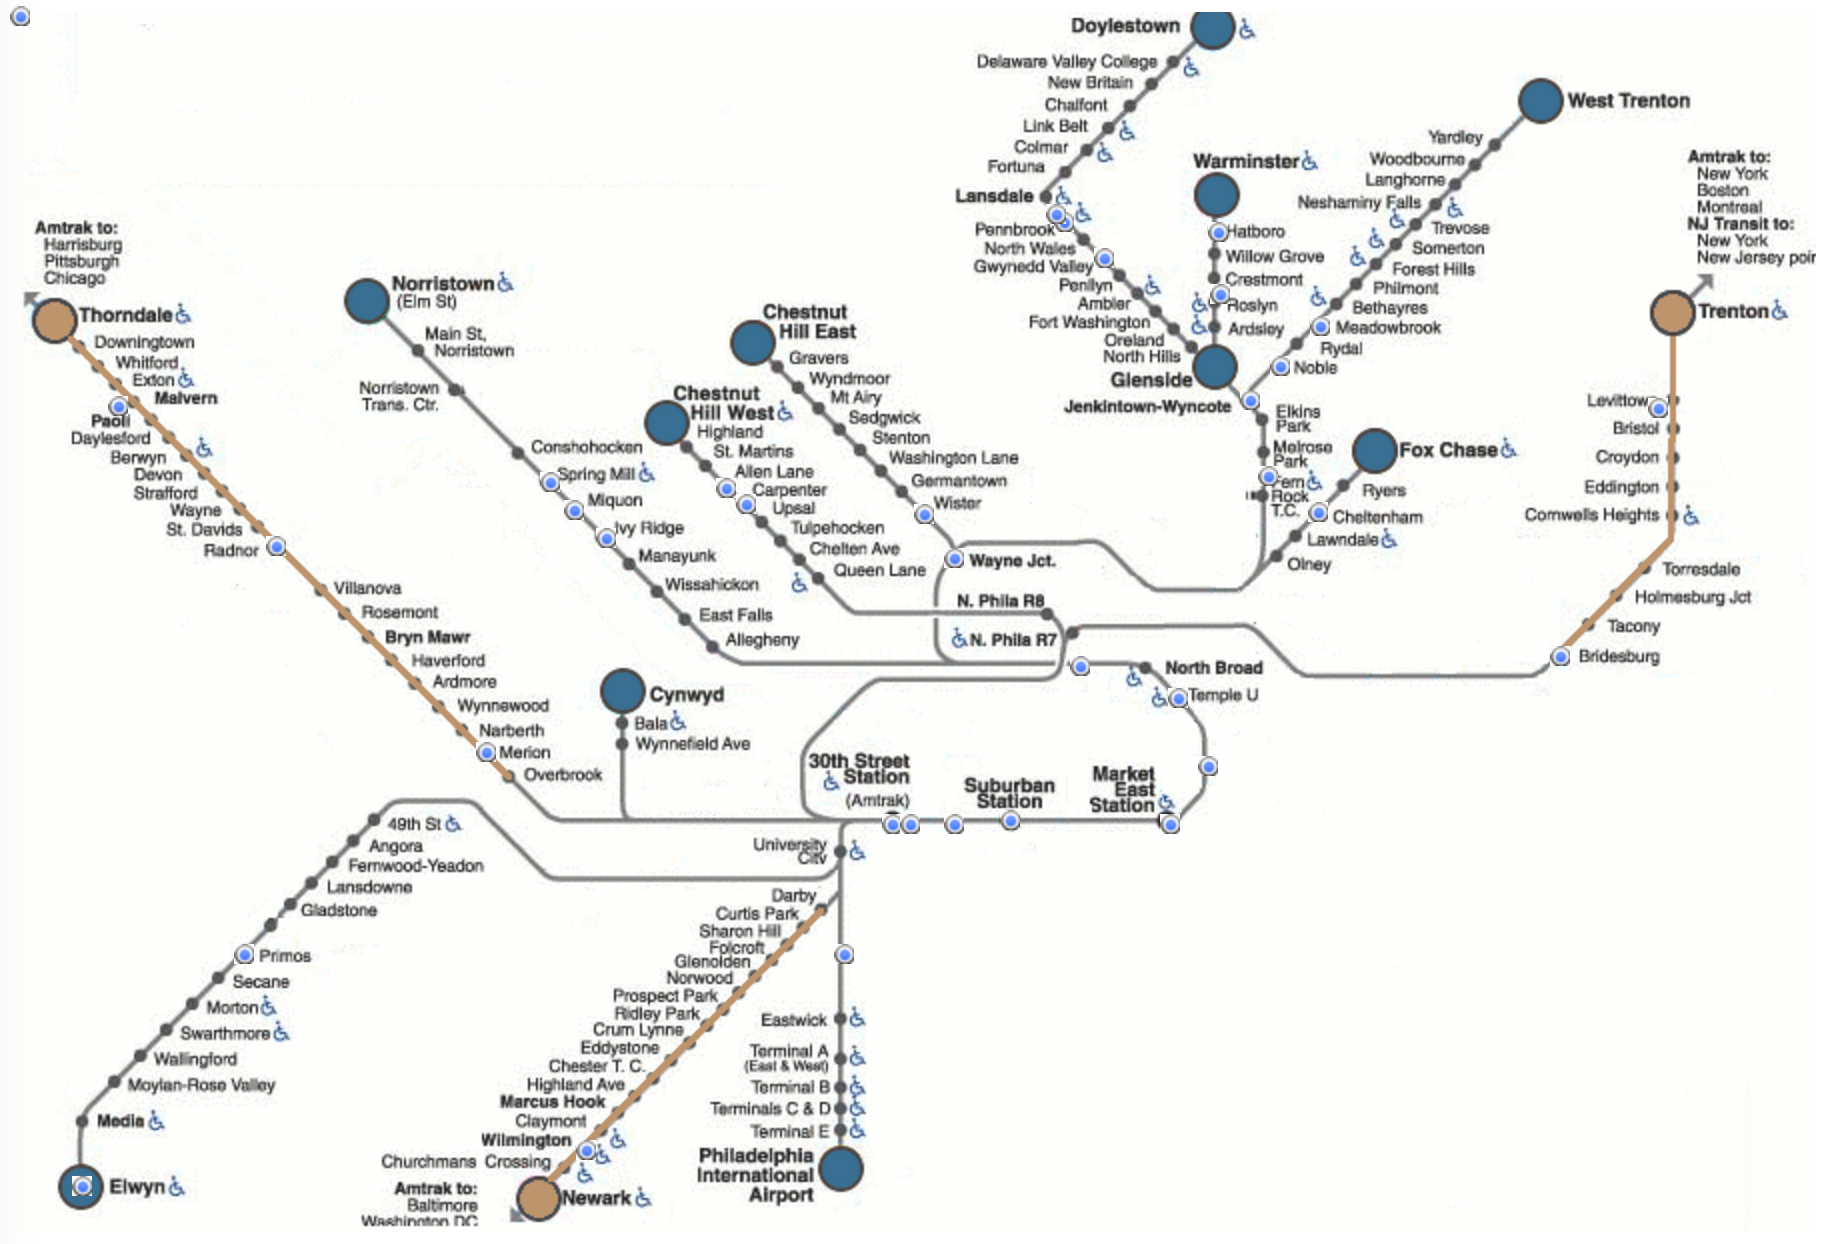 Doylestown
Delaware Valley College
New Britain
Chalfont
Link Belt
Colmar
Fortuna
Lansdale
Pennbrook
North Wales
Gwynedd Valley
Penllyn
Ambler
Fort Washington
Oreland
North Hills
Glenside
Jenkintown-Wyncote
Warminster
Hatboro
Willow Grove
Crestmont
Roslyn
Ardsley
West Trenton
Yardley
Woodbourne
Langhorne
Neshaminy Falls
Trevose
Somerton
Forest Hills
Philmont
Bethayres
Meadowbrook
Rydal
Noble
Elkins
Park
Melrose
Park
Fern
Rock
T.C.
Fox Chase
Ryers
Cheltenham
Lawndale
Olney
Amtrak to:
New York
Boston
Montreal
NJ Transit to:
New York
New Jersey poir
Trenton
Levittow
Bristol
Croydon
Eddington
Cornwells Heights
Torresdale
Holmesburg Jct
Tacony
Bridesburg
Amtrak to:
Harrisburg
Pittsburgh
Chicago
Thorndale
Downingtown
Whitford
Exton
Malvern
Paoli
Daylesford
Berwyn
Devon
Strafford
Wayne
St. Davids
Radnor
Villanova
Rosemont
Bryn Mawr
Haverford
Ardmore
Wynnewood
Narberth
Merion
Overbrook
Norristown
(Elm St)
Main St,
Norristown
Norristown
Trans. Ctr.
Conshohocken
Spring Mill
Miquon
Ivy Ridge
Manayunk
Wissahickon
East Falls
Allegheny
Chestnut
Hill East
Gravers
Wyndmoor
Mt Airy
Sedgwick
Stenton
Washington Lane
Germantown
Wister
Wayne Jct.
Chestnut
Hill West
Highland
St. Martins
Allen Lane
Carpenter
Upsal
Tulpehocken
Chelten Ave
Queen Lane
N. Phila R8
N. Phila R7
North Broad
Temple U
Cynwyd
Bala
Wynnefield Ave
30th Street
Station
(Amtrak)
Suburban
Station
Market
East
Station
University
City
49th St
Angora
Fernwood-Yeadon
Lansdowne
Gladstone
Primos
Secane
Morton
Swarthmore
Wallingford
Moylan-Rose Valley
Media
Elwyn
Darby
Curtis Park
Sharon Hill
Folcroft
Glenolden
Norwood
Prospect Park
Ridley Park
Crum Lynne
Eddystone
Chester T. C.
Highland Ave
Marcus Hook
Claymont
Wilmington
Churchmans Crossing
Newark
Amtrak to:
Baltimore
Washington DC
Eastwick
Terminal A
(East & West)
Terminal B
Terminals C & D
Terminal E
Philadelphia
International
Airport